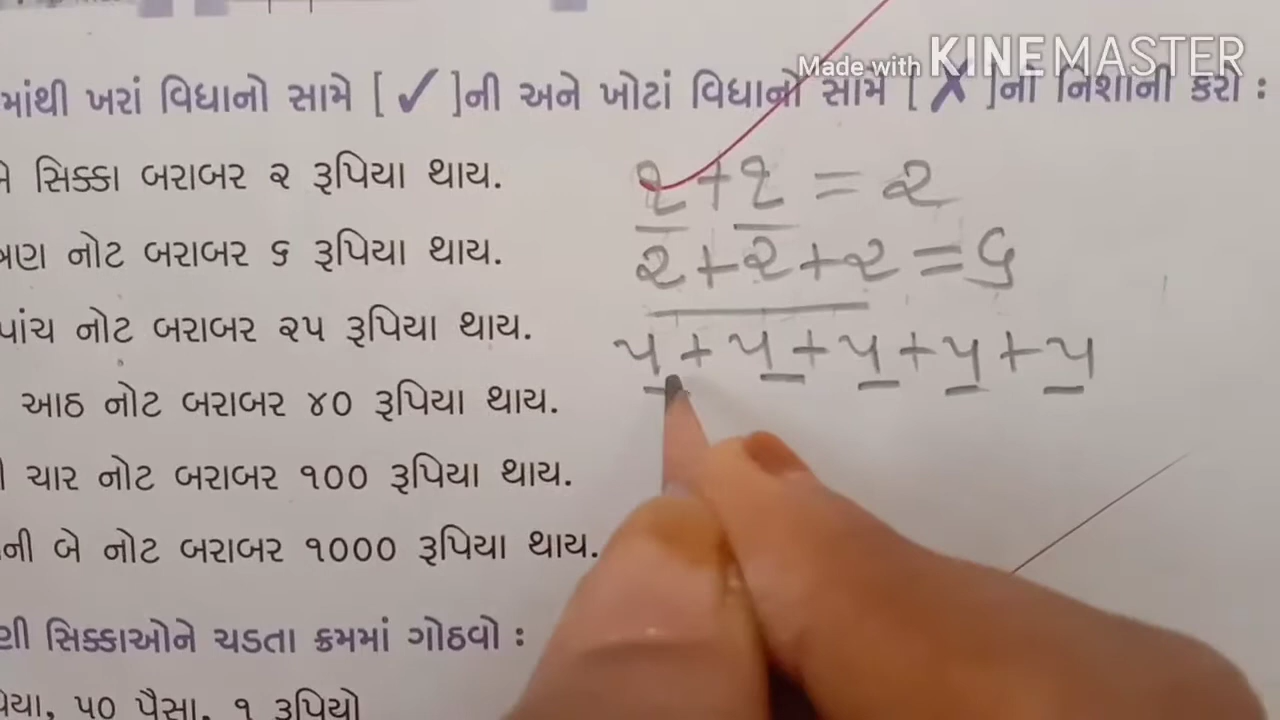 Made with KINEMASTER
માંથી ખરાં વિધાનો સામે [ ✓ ]ની અને ખોટાં વિધાનો સામે [ ✗ ]ની નિશાની કરો :
સિક્કા બરાબર ૨ રૂપિયા થાય.
૧+૧=૨
નોટ બરાબર ૬ રૂપિયા થાય.
૨+૨+૨=૬
પાંચ નોટ બરાબર ૨૫ રૂપિયા થાય.
૫+૫+૫+૫+૫
આઠ નોટ બરાબર ૪૦ રૂપિયા થાય.
ચાર નોટ બરાબર ૧૦૦ રૂપિયા થાય.
ની બે નોટ બરાબર ૧૦૦૦ રૂપિયા થાય.
સિક્કાઓને ચડતા ક્રમમાં ગોઠવો :
૫૦ પૈસા, ૧ રૂપિયો